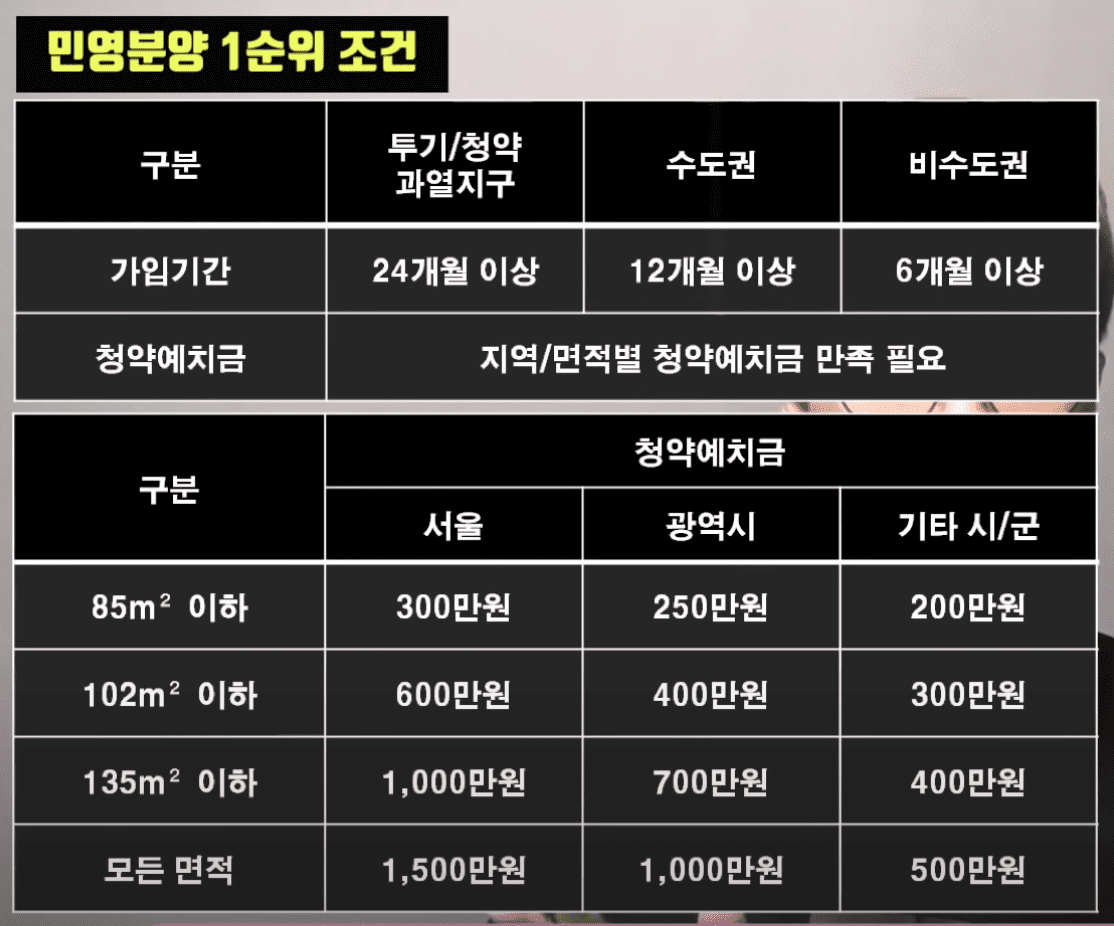 민영분양 1순위 조건
구분 투기/청약 과열지구 수도권 비수도권
가입기간 24개월 이상 12개월 이상 6개월 이상
청약예치금 지역/면적별 청약예치금 만족 필요
구분 청약예치금
서울 광역시 기타 시/군
85m² 이하 300만원 250만원 200만원
102m² 이하 600만원 400만원 300만원
135m² 이하 1,000만원 700만원 400만원
모든 면적 1,500만원 1,000만원 500만원